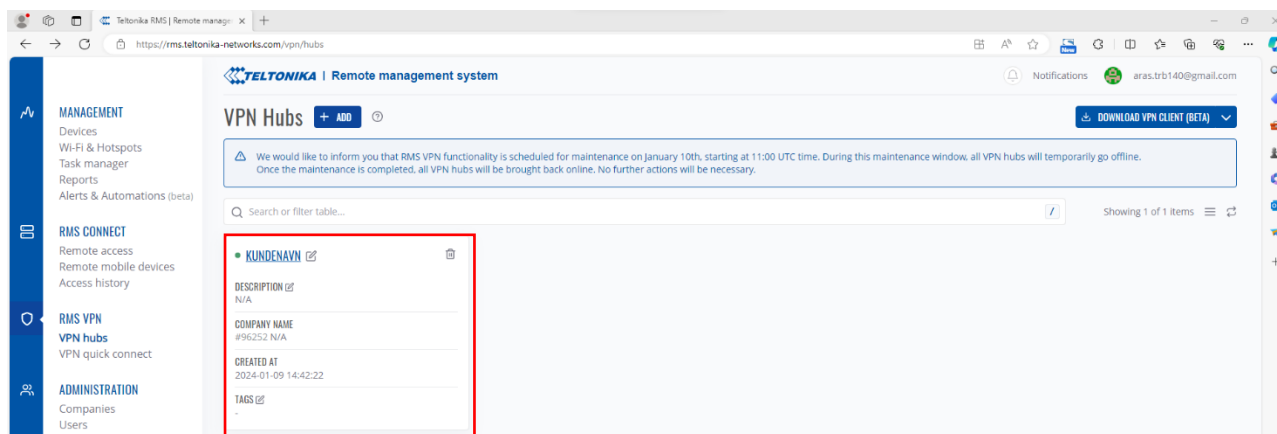 Teltonika RMS | Remote manage
https://rms.teltonika-networks.com/vpn/hubs
New
TELTONIKA | Remote management system
Notifications
aras.trb140@gmail.com
MANAGEMENT
Devices
Wi-Fi & Hotspots
Task manager
Reports
Alerts & Automations (beta)
RMS CONNECT
Remote access
Remote mobile devices
Access history
RMS VPN
VPN hubs
VPN quick connect
ADMINISTRATION
Companies
Users
VPN Hubs
+ ADD
DOWNLOAD VPN CLIENT (BETA)
We would like to inform you that RMS VPN functionality is scheduled for maintenance on January 10th, starting at 11:00 UTC time. During this maintenance window, all VPN hubs will temporarily go offline.
Once the maintenance is completed, all VPN hubs will be brought back online. No further actions will be necessary.
Search or filter table...
/
Showing 1 of 1 items
KUNDENAVN
DESCRIPTION
N/A
COMPANY NAME
#96252 N/A
CREATED AT
2024-01-09 14:42:22
TAGS
-